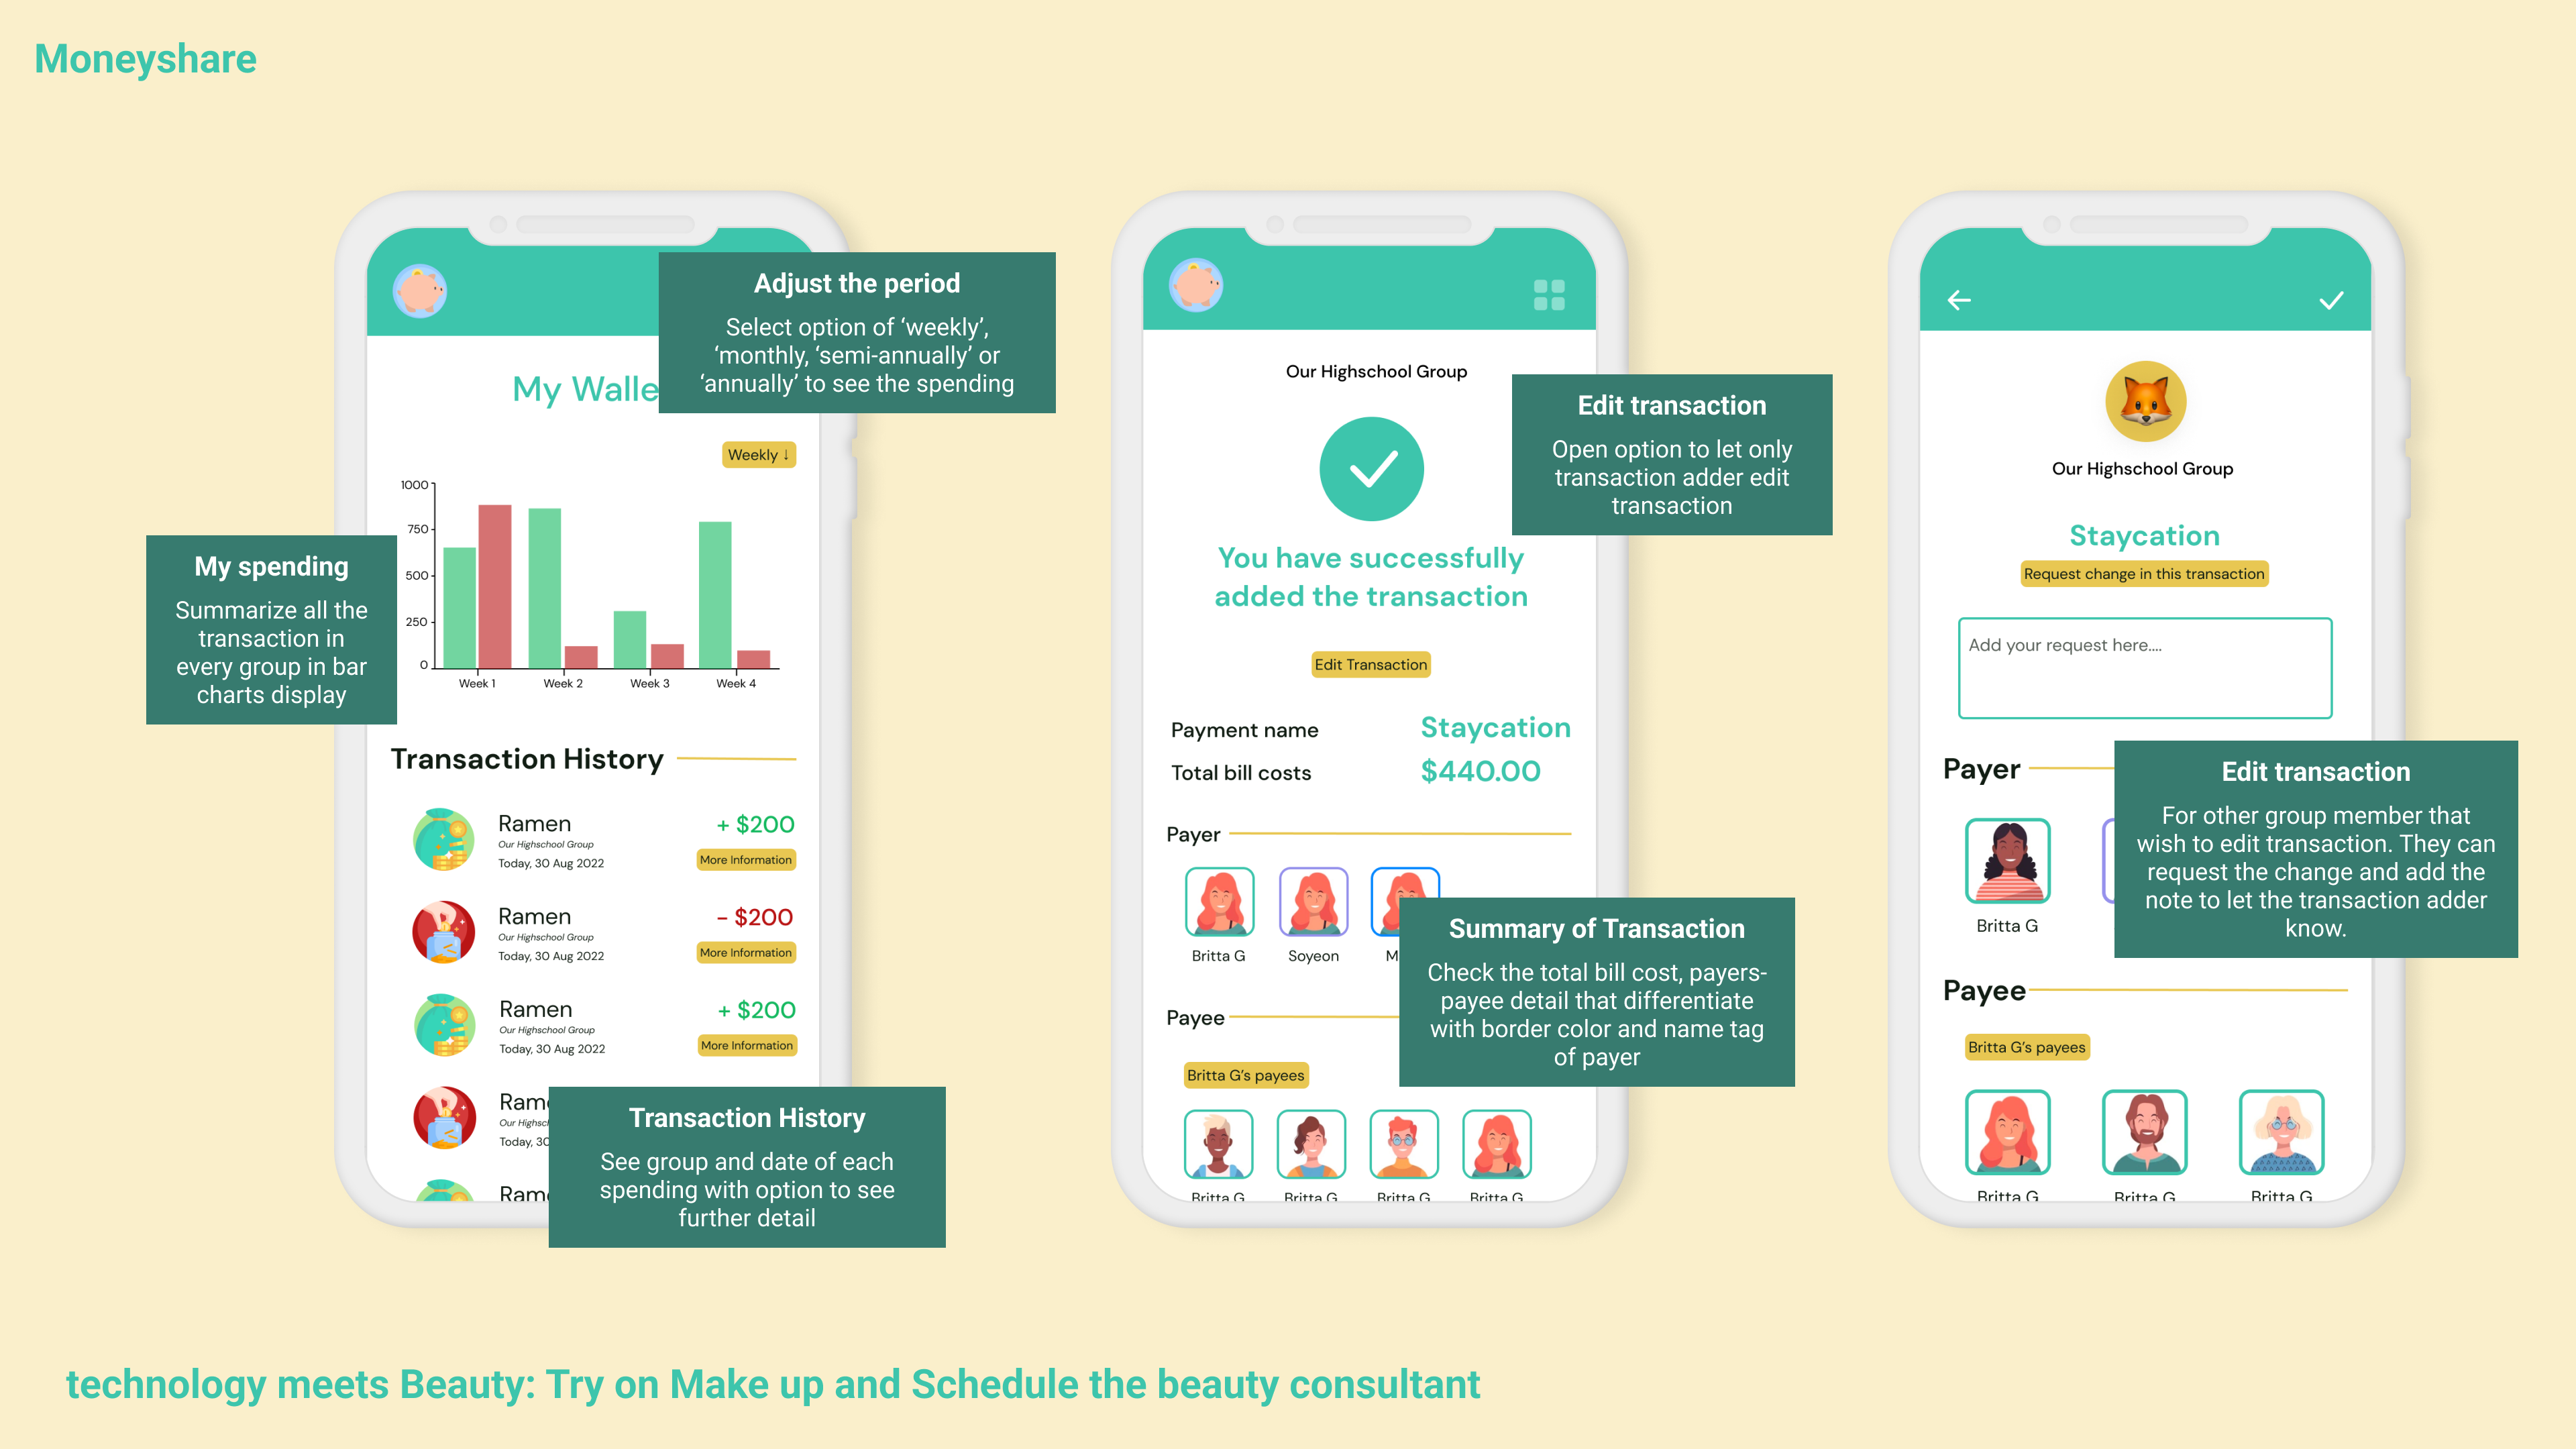 Moneyshare
Adjust the period
Select option of ‘weekly’,
‘monthly, ‘semi-annually’ or
‘annually’ to see the spending
My Walle
Weekly ↓
1000
750
500
250
0
Week 1
Week 2
Week 3
Week 4
My spending
Summarize all the
transaction in
every group in bar
charts display
Transaction History
Ramen
Our Highschool Group
Today, 30 Aug 2022
+ $200
More Information
Ramen
Our Highschool Group
Today, 30 Aug 2022
- $200
More Information
Ramen
Our Highschool Group
Today, 30 Aug 2022
+ $200
More Information
Transaction History
See group and date of each
spending with option to see
further detail
Our Highschool Group
You have successfully
added the transaction
Edit Transaction
Payment name
Staycation
Total bill costs
$440.00
Payer
Britta G
Soyeon
Payee
Britta G's payees
Britta G
Britta G
Britta G
Britta G
Edit transaction
Open option to let only
transaction adder edit
transaction
Summary of Transaction
Check the total bill cost, payers-
payee detail that differentiate
with border color and name tag
of payer
Our Highschool Group
Staycation
Request change in this transaction
Add your request here....
Payer
Britta G
Edit transaction
For other group member that
wish to edit transaction. They can
request the change and add the
note to let the transaction adder
know.
Payee
Britta G's payees
Britta G
Britta G
Britta G
technology meets Beauty: Try on Make up and Schedule the beauty consultant